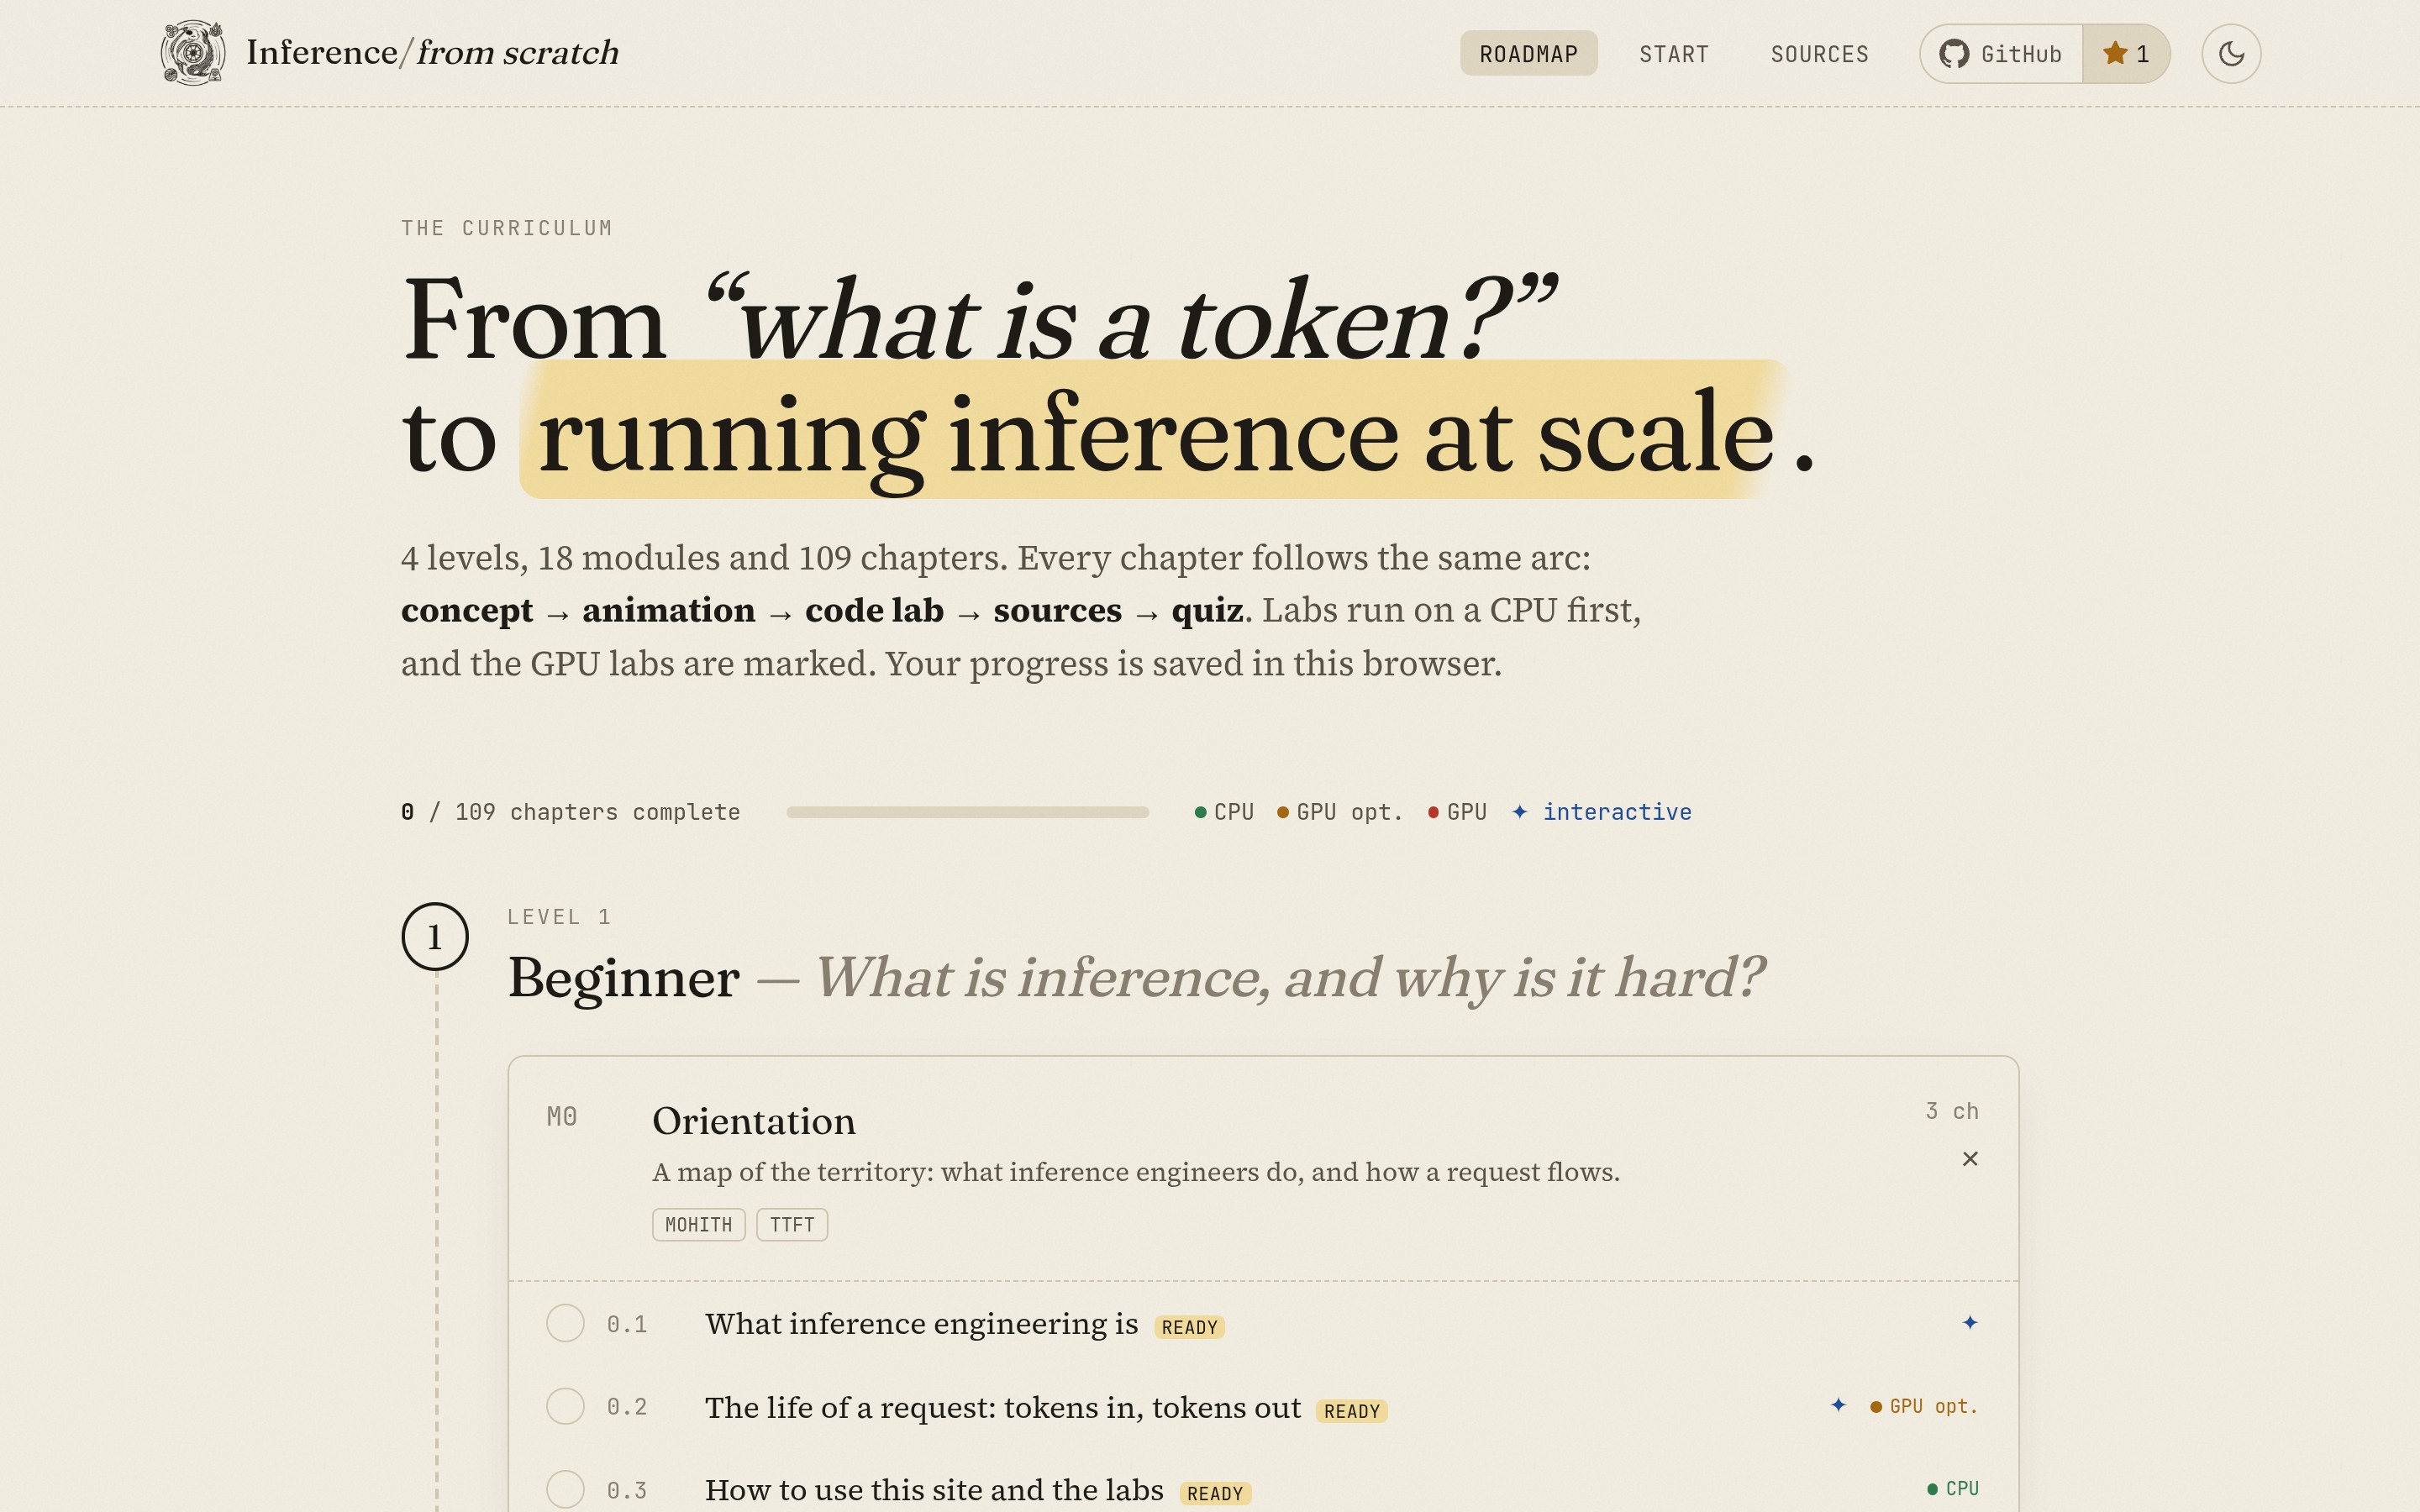 Inference/from scratch
ROADMAP START SOURCES GitHub 1
THE CURRICULUM
From “what is a token?”
to running inference at scale.
4 levels, 18 modules and 109 chapters. Every chapter follows the same arc:
concept → animation → code lab → sources → quiz. Labs run on a CPU first,
and the GPU labs are marked. Your progress is saved in this browser.
0 / 109 chapters complete CPU GPU opt. GPU ✦ interactive
1
LEVEL 1
Beginner — What is inference, and why is it hard?
M0 Orientation 3 ch
A map of the territory: what inference engineers do, and how a request flows.
MOHITH TTFT
0.1 What inference engineering is READY ✦
0.2 The life of a request: tokens in, tokens out READY ✦ GPU opt.
0.3 How to use this site and the labs READY CPU